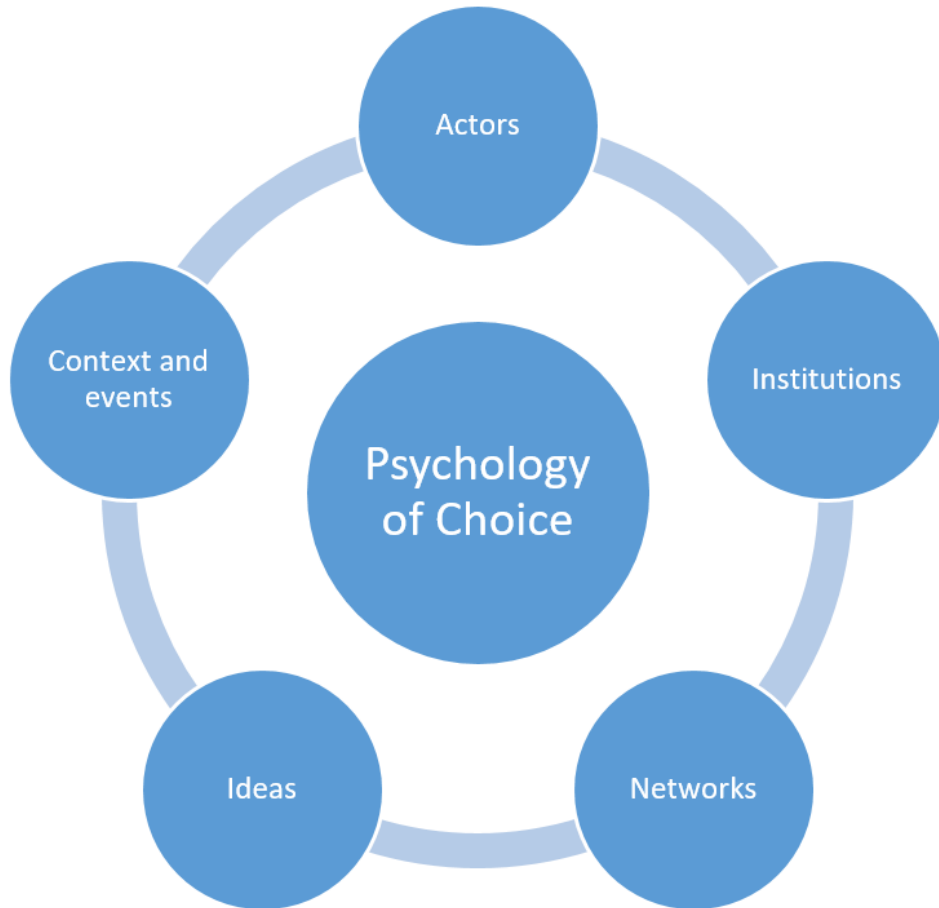 Actors
Context and
events
Institutions
Psychology
of Choice
Ideas
Networks